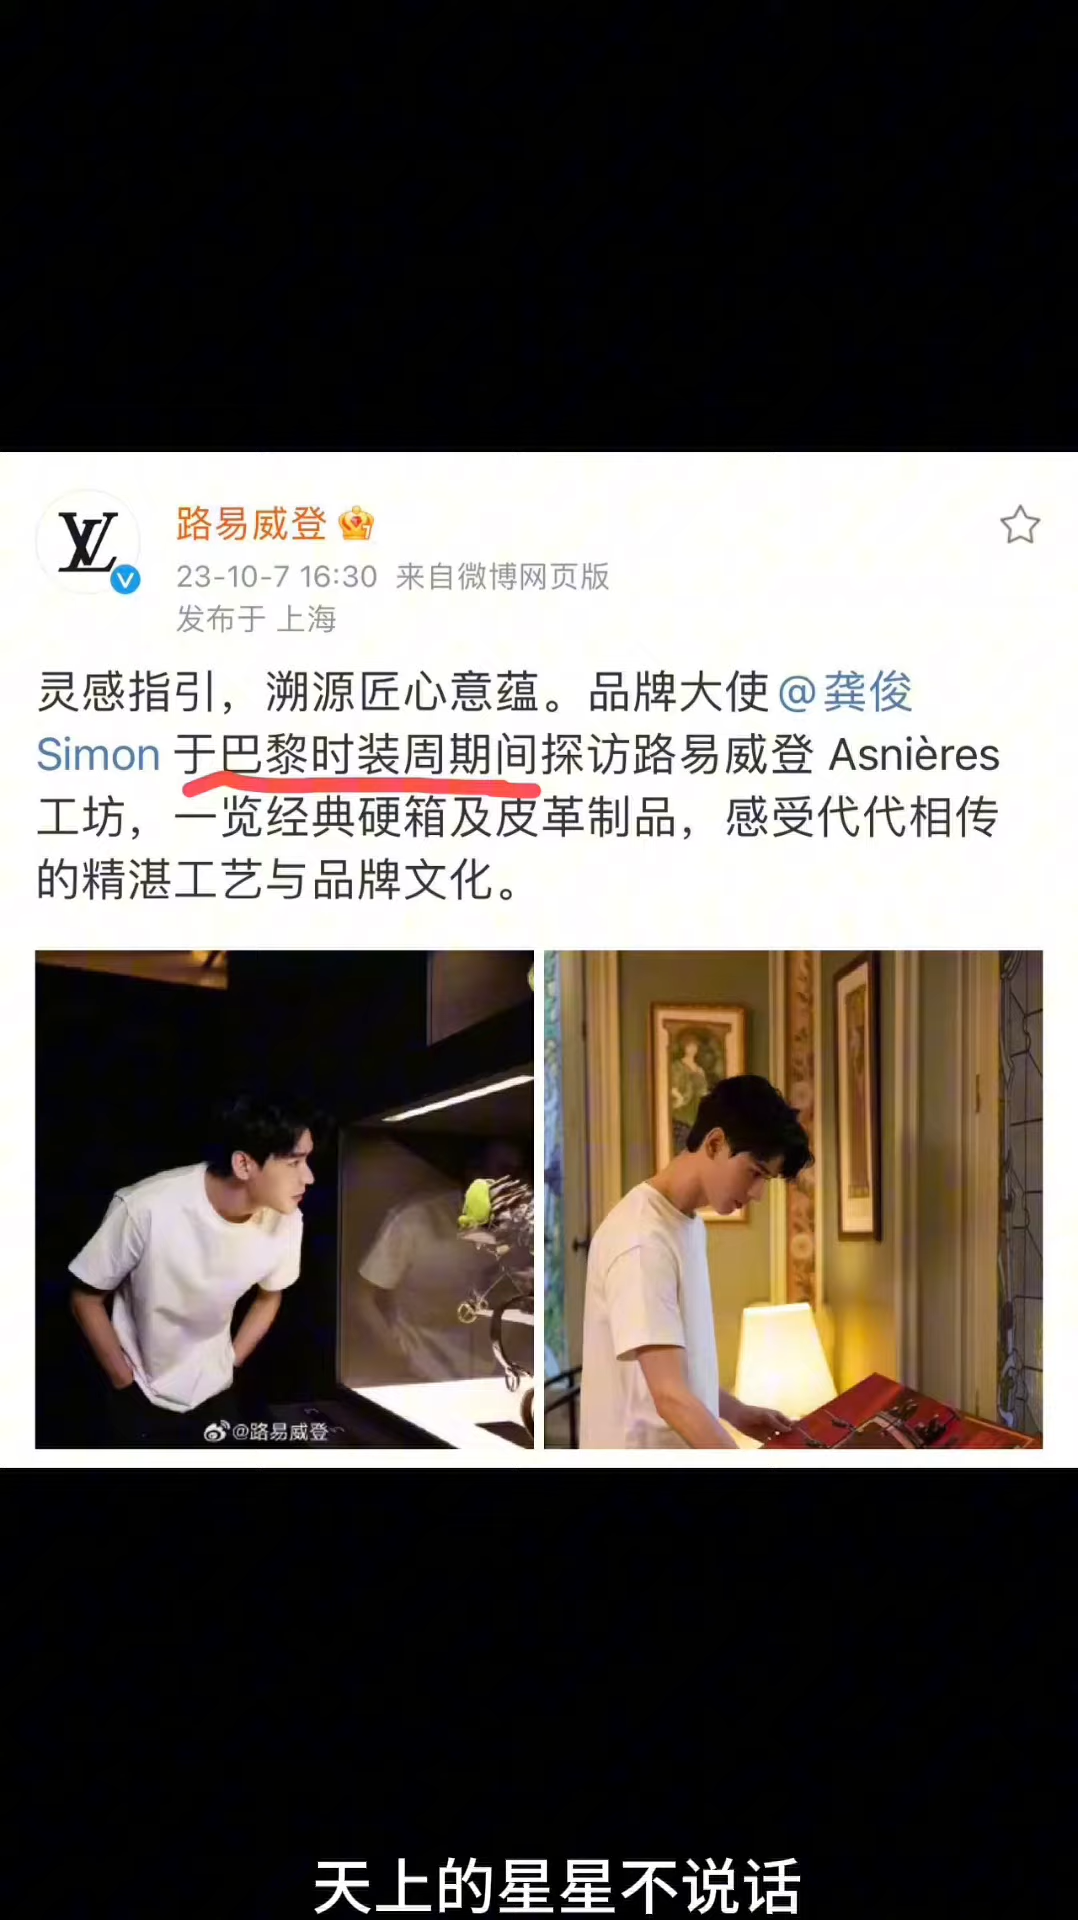 路易威登
23-10-7 16:30 来自微博网页版
发布于 上海
灵感指引，溯源匠心意蕴。品牌大使@龚俊
Simon 于巴黎时装周期间探访路易威登 Asnières
工坊，一览经典硬箱及皮革制品，感受代代相传
的精湛工艺与品牌文化。
@路易威登
天上的星星不说话